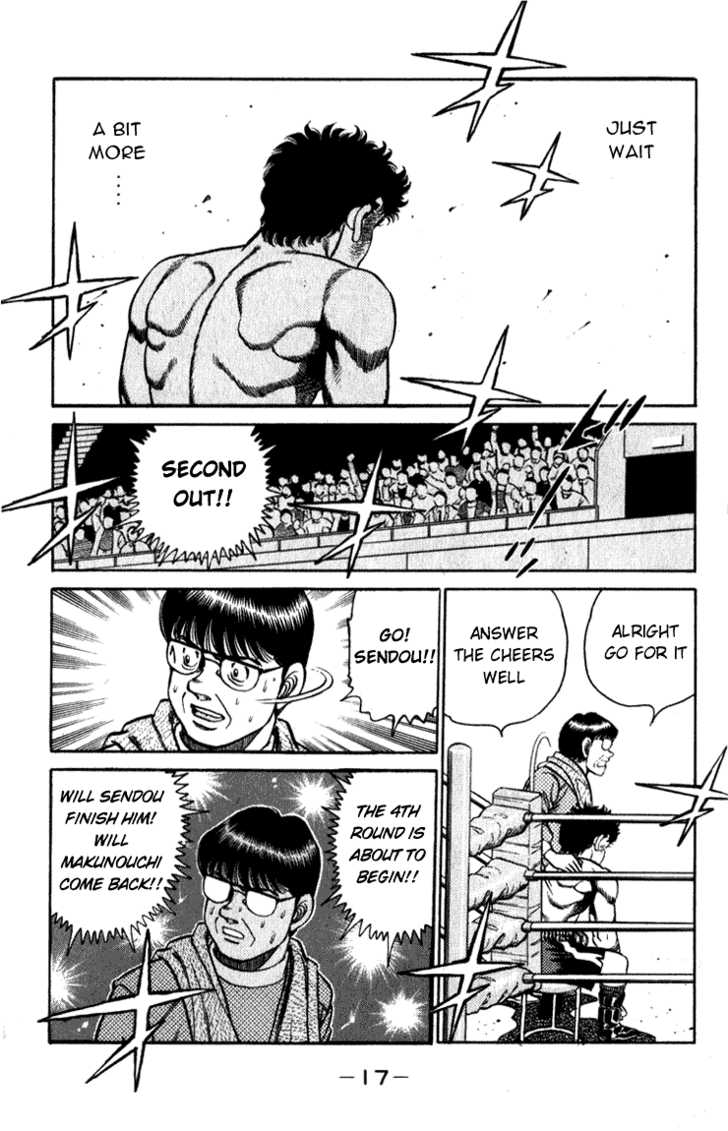 JUST
WAIT
A BIT
MORE
⋮
SECOND
OUT!!
ALRIGHT
GO FOR IT
ANSWER
THE CHEERS
WELL
GO!
SENDOU!!
THE 4TH
ROUND IS
ABOUT TO
BEGIN!!
WILL SENDOU
FINISH HIM!
WILL
MAKUNOUCHI
COME BACK!!
-17-